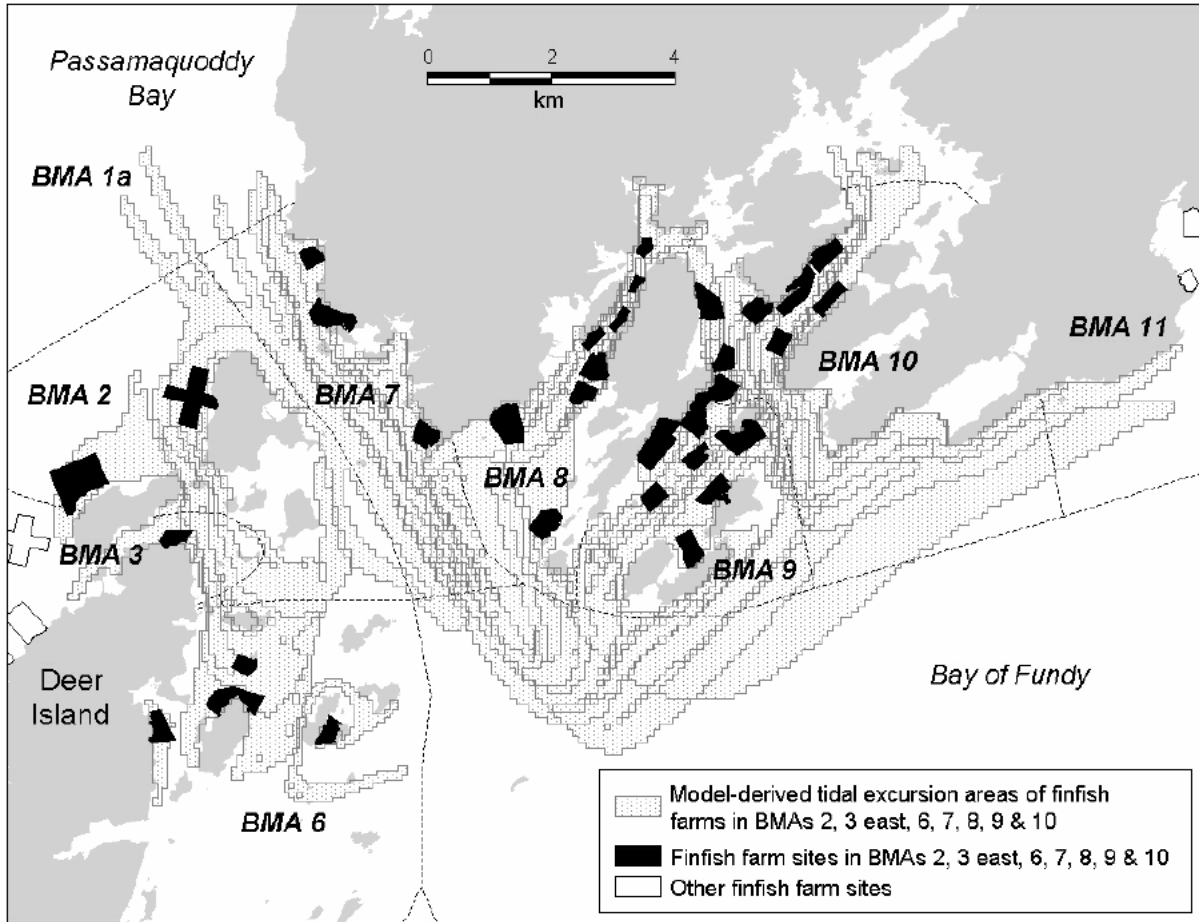 Passamaquoddy
Bay
0 2 4
km
BMA 1a
BMA 11
BMA 10
BMA 2
BMA 7
BMA 8
BMA 3
BMA 9
Deer
Island
Bay of Fundy
BMA 6
Model-derived tidal excursion areas of finfish
farms in BMAs 2, 3 east, 6, 7, 8, 9 & 10
Finfish farm sites in BMAs 2, 3 east, 6, 7, 8, 9 & 10
Other finfish farm sites